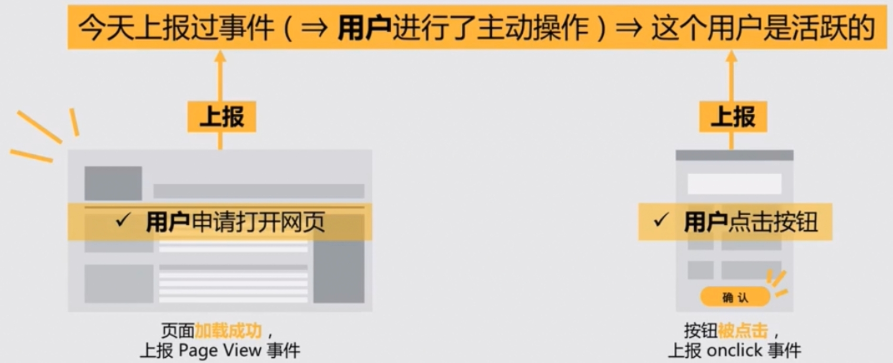 今天上报过事件（⇒ 用户进行了主动操作）⇒ 这个用户是活跃的
上报
上报
✓ 用户申请打开网页
✓ 用户点击按钮
确认
页面加载成功，
上报 Page View 事件
按钮被点击，
上报 onclick 事件